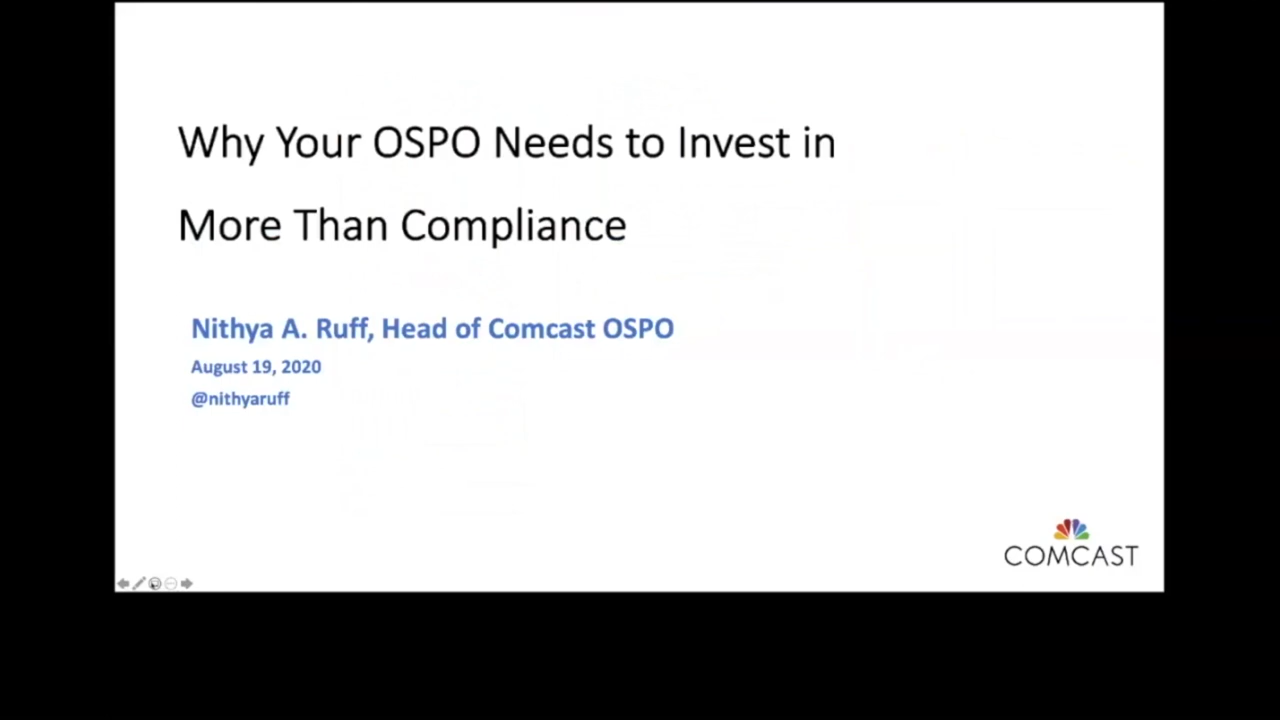 Why Your OSPO Needs to Invest in
More Than Compliance
Nithya A. Ruff, Head of Comcast OSPO
August 19, 2020
@nithyaruff
COMCAST